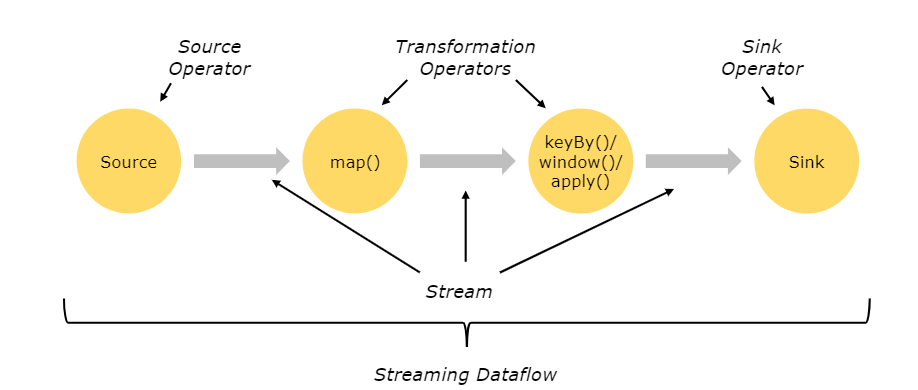 Source
Operator
Transformation
Operators
Sink
Operator
Source
map()
keyBy()/
window()/
apply()
Sink
Stream
Streaming Dataflow